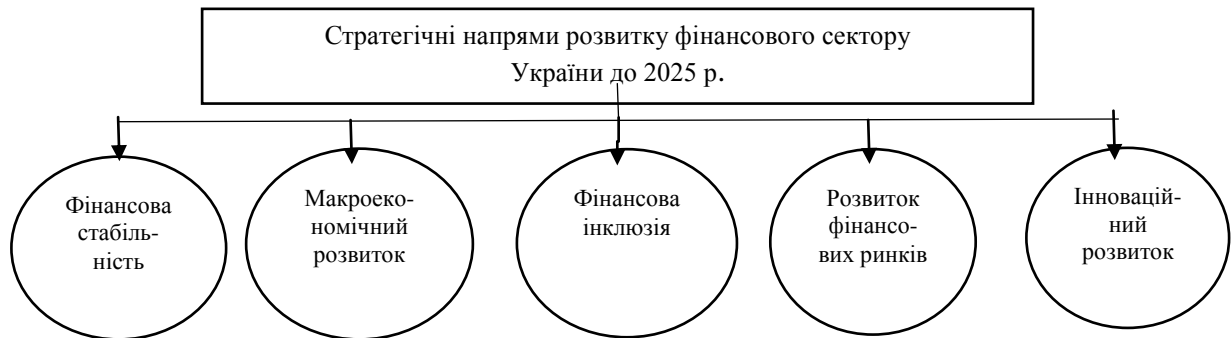 Стратегічні напрями розвитку фінансового сектору
України до 2025 р.
Фінансова
стабіль-
ність
Макроеко-
номічний
розвиток
Фінансова
інклюзія
Розвиток
фінансо-
вих ринків
Інновацій-
ний
розвиток